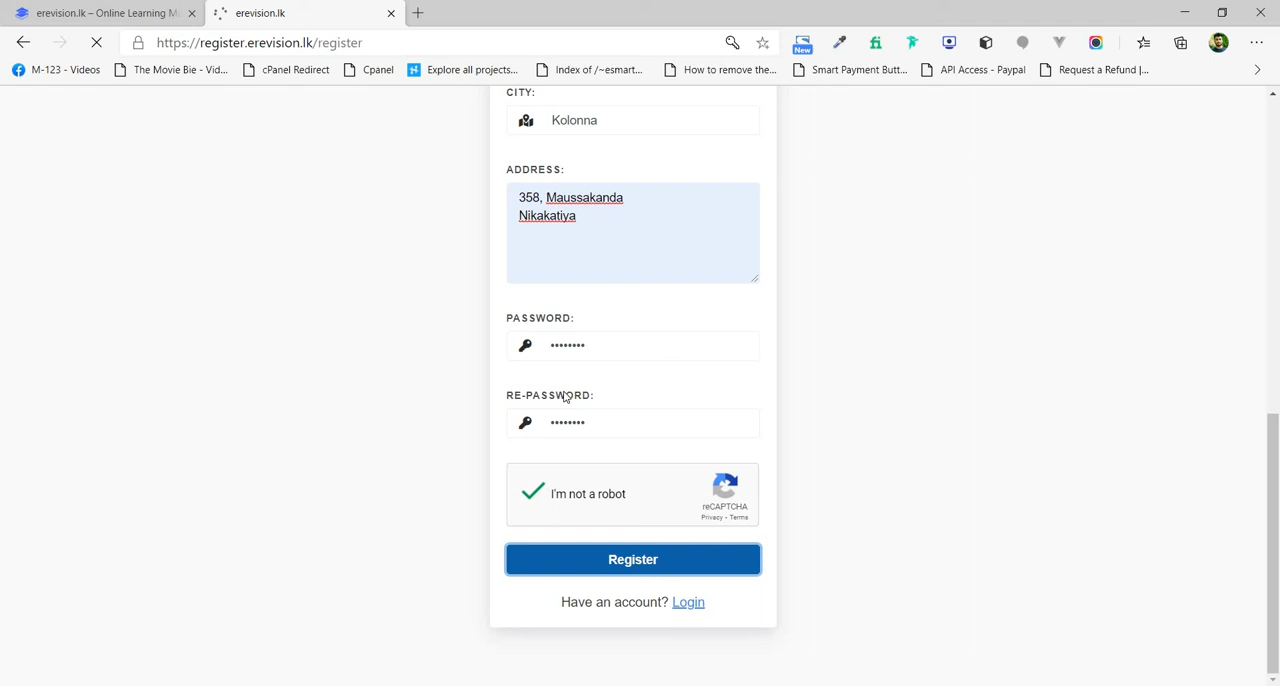 erevision.lk – Online Learning M
erevision.lk
https://register.erevision.lk/register
New
M-123 - Videos
The Movie Bie - Vid...
cPanel Redirect
Cpanel
Explore all projects...
Index of /~esmart...
How to remove the...
Smart Payment Butt...
API Access - Paypal
Request a Refund |...
CITY:
Kolonna
ADDRESS:
358, Maussakanda
Nikakatiya
PASSWORD:
••••••••
RE-PASSWORD:
••••••••
I'm not a robot
reCAPTCHA
Privacy - Terms
Register
Have an account? Login